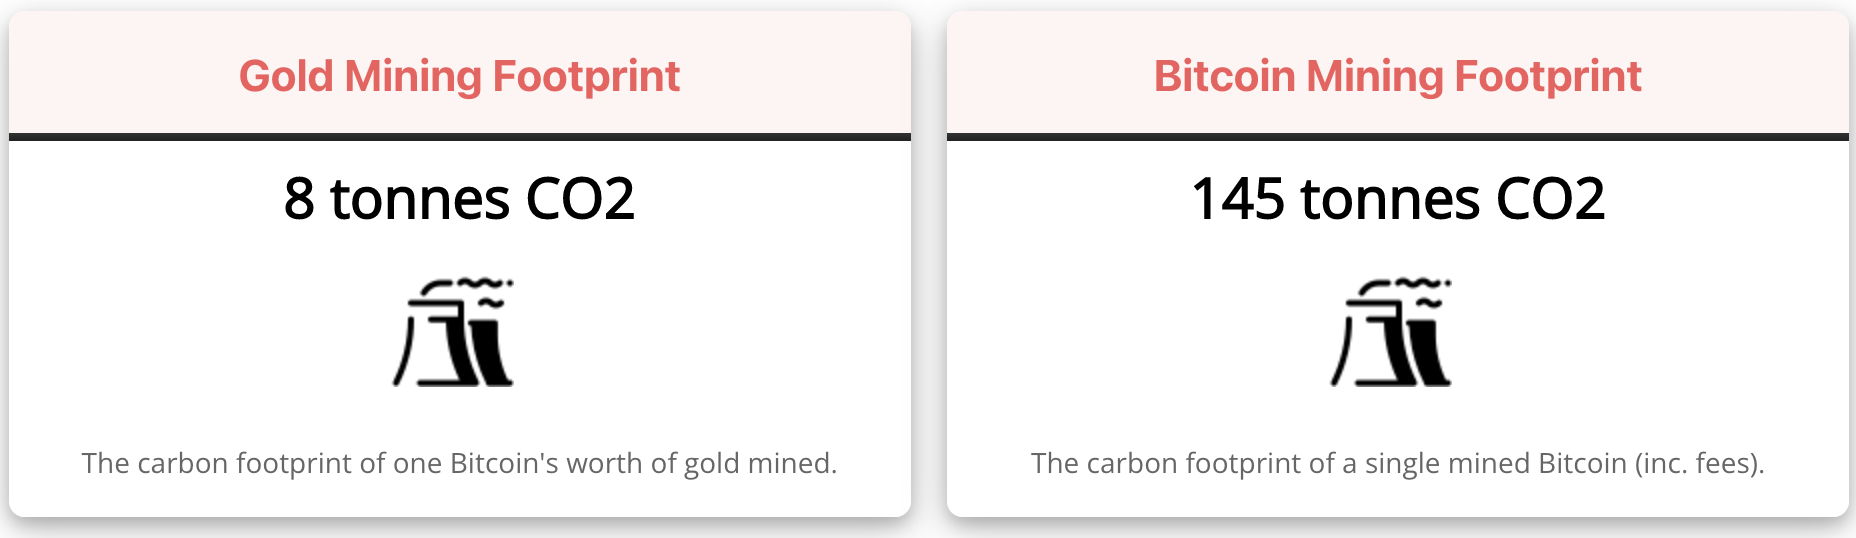 Gold Mining Footprint
8 tonnes CO2
The carbon footprint of one Bitcoin's worth of gold mined.
Bitcoin Mining Footprint
145 tonnes CO2
The carbon footprint of a single mined Bitcoin (inc. fees).